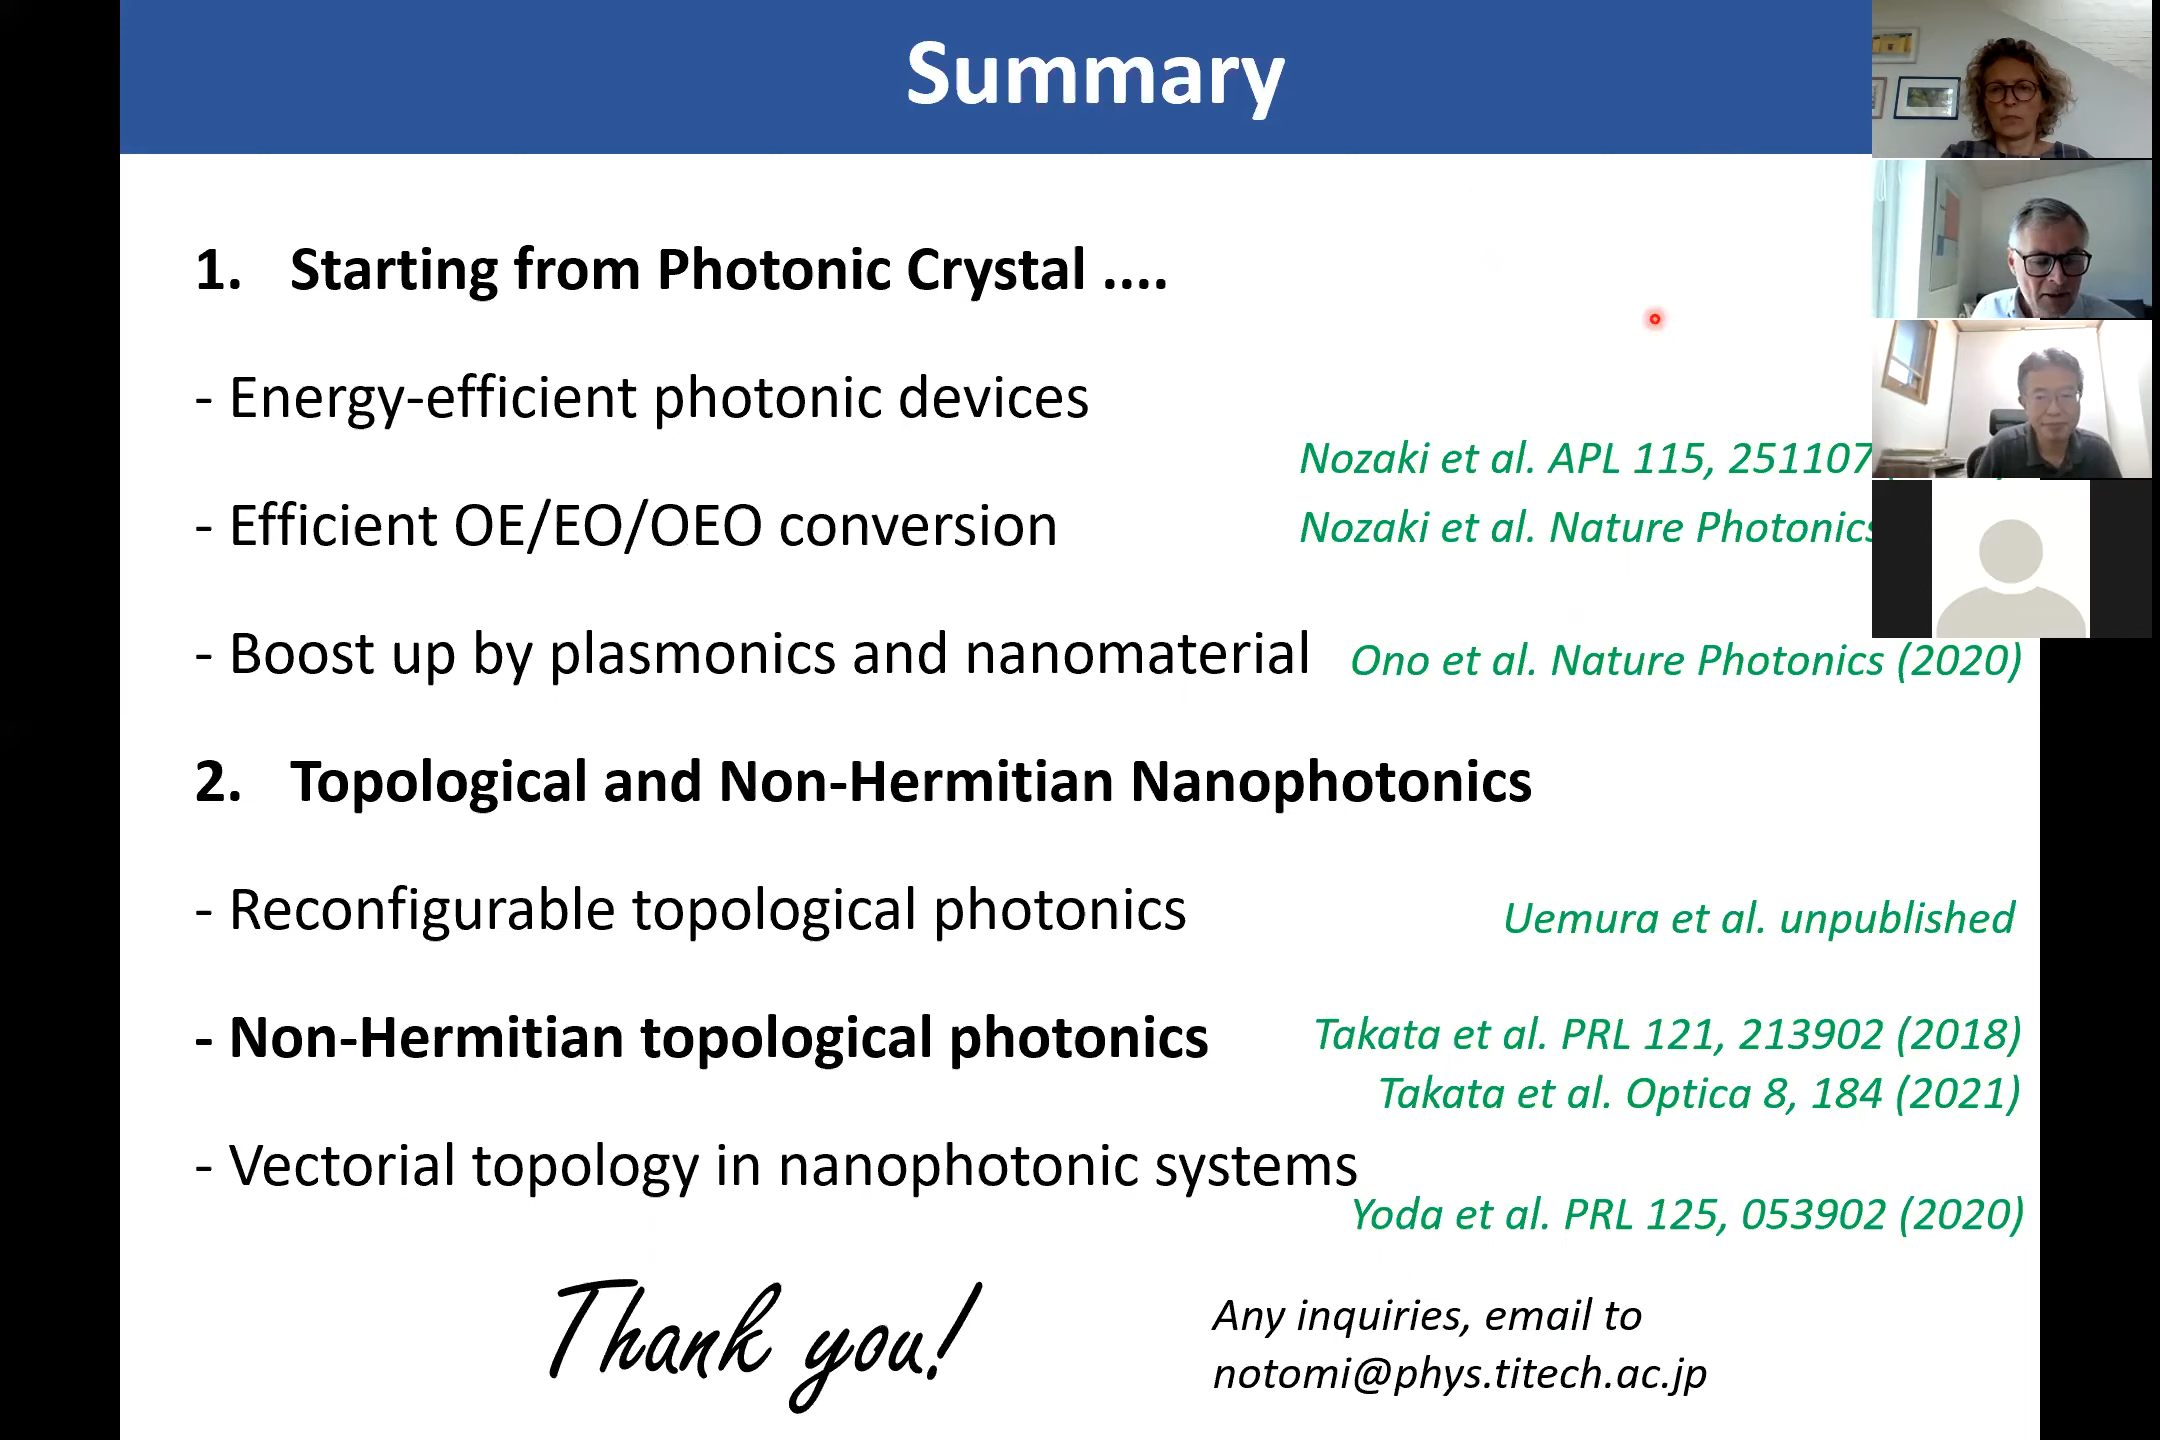 Summary
1. Starting from Photonic Crystal ....
- Energy-efficient photonic devices
Nozaki et al. APL 115, 251107
- Efficient OE/EO/OEO conversion
Nozaki et al. Nature Photonics
- Boost up by plasmonics and nanomaterial
Ono et al. Nature Photonics (2020)
2. Topological and Non-Hermitian Nanophotonics
- Reconfigurable topological photonics
Uemura et al. unpublished
- Non-Hermitian topological photonics
Takata et al. PRL 121, 213902 (2018)
Takata et al. Optica 8, 184 (2021)
- Vectorial topology in nanophotonic systems
Yoda et al. PRL 125, 053902 (2020)
Thank you!
Any inquiries, email to
notomi@phys.titech.ac.jp